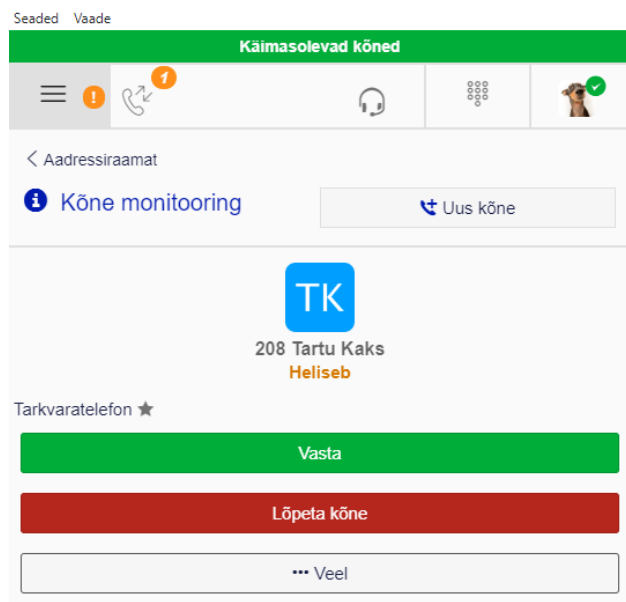 Seaded Vaade
Käimasolevad kõned
! 1
< Aadressiraamat
Kõne monitooring
Uus kõne
TK
208 Tartu Kaks
Heliseb
Tarkvaratelefon ★
Vasta
Lõpeta kõne
••• Veel